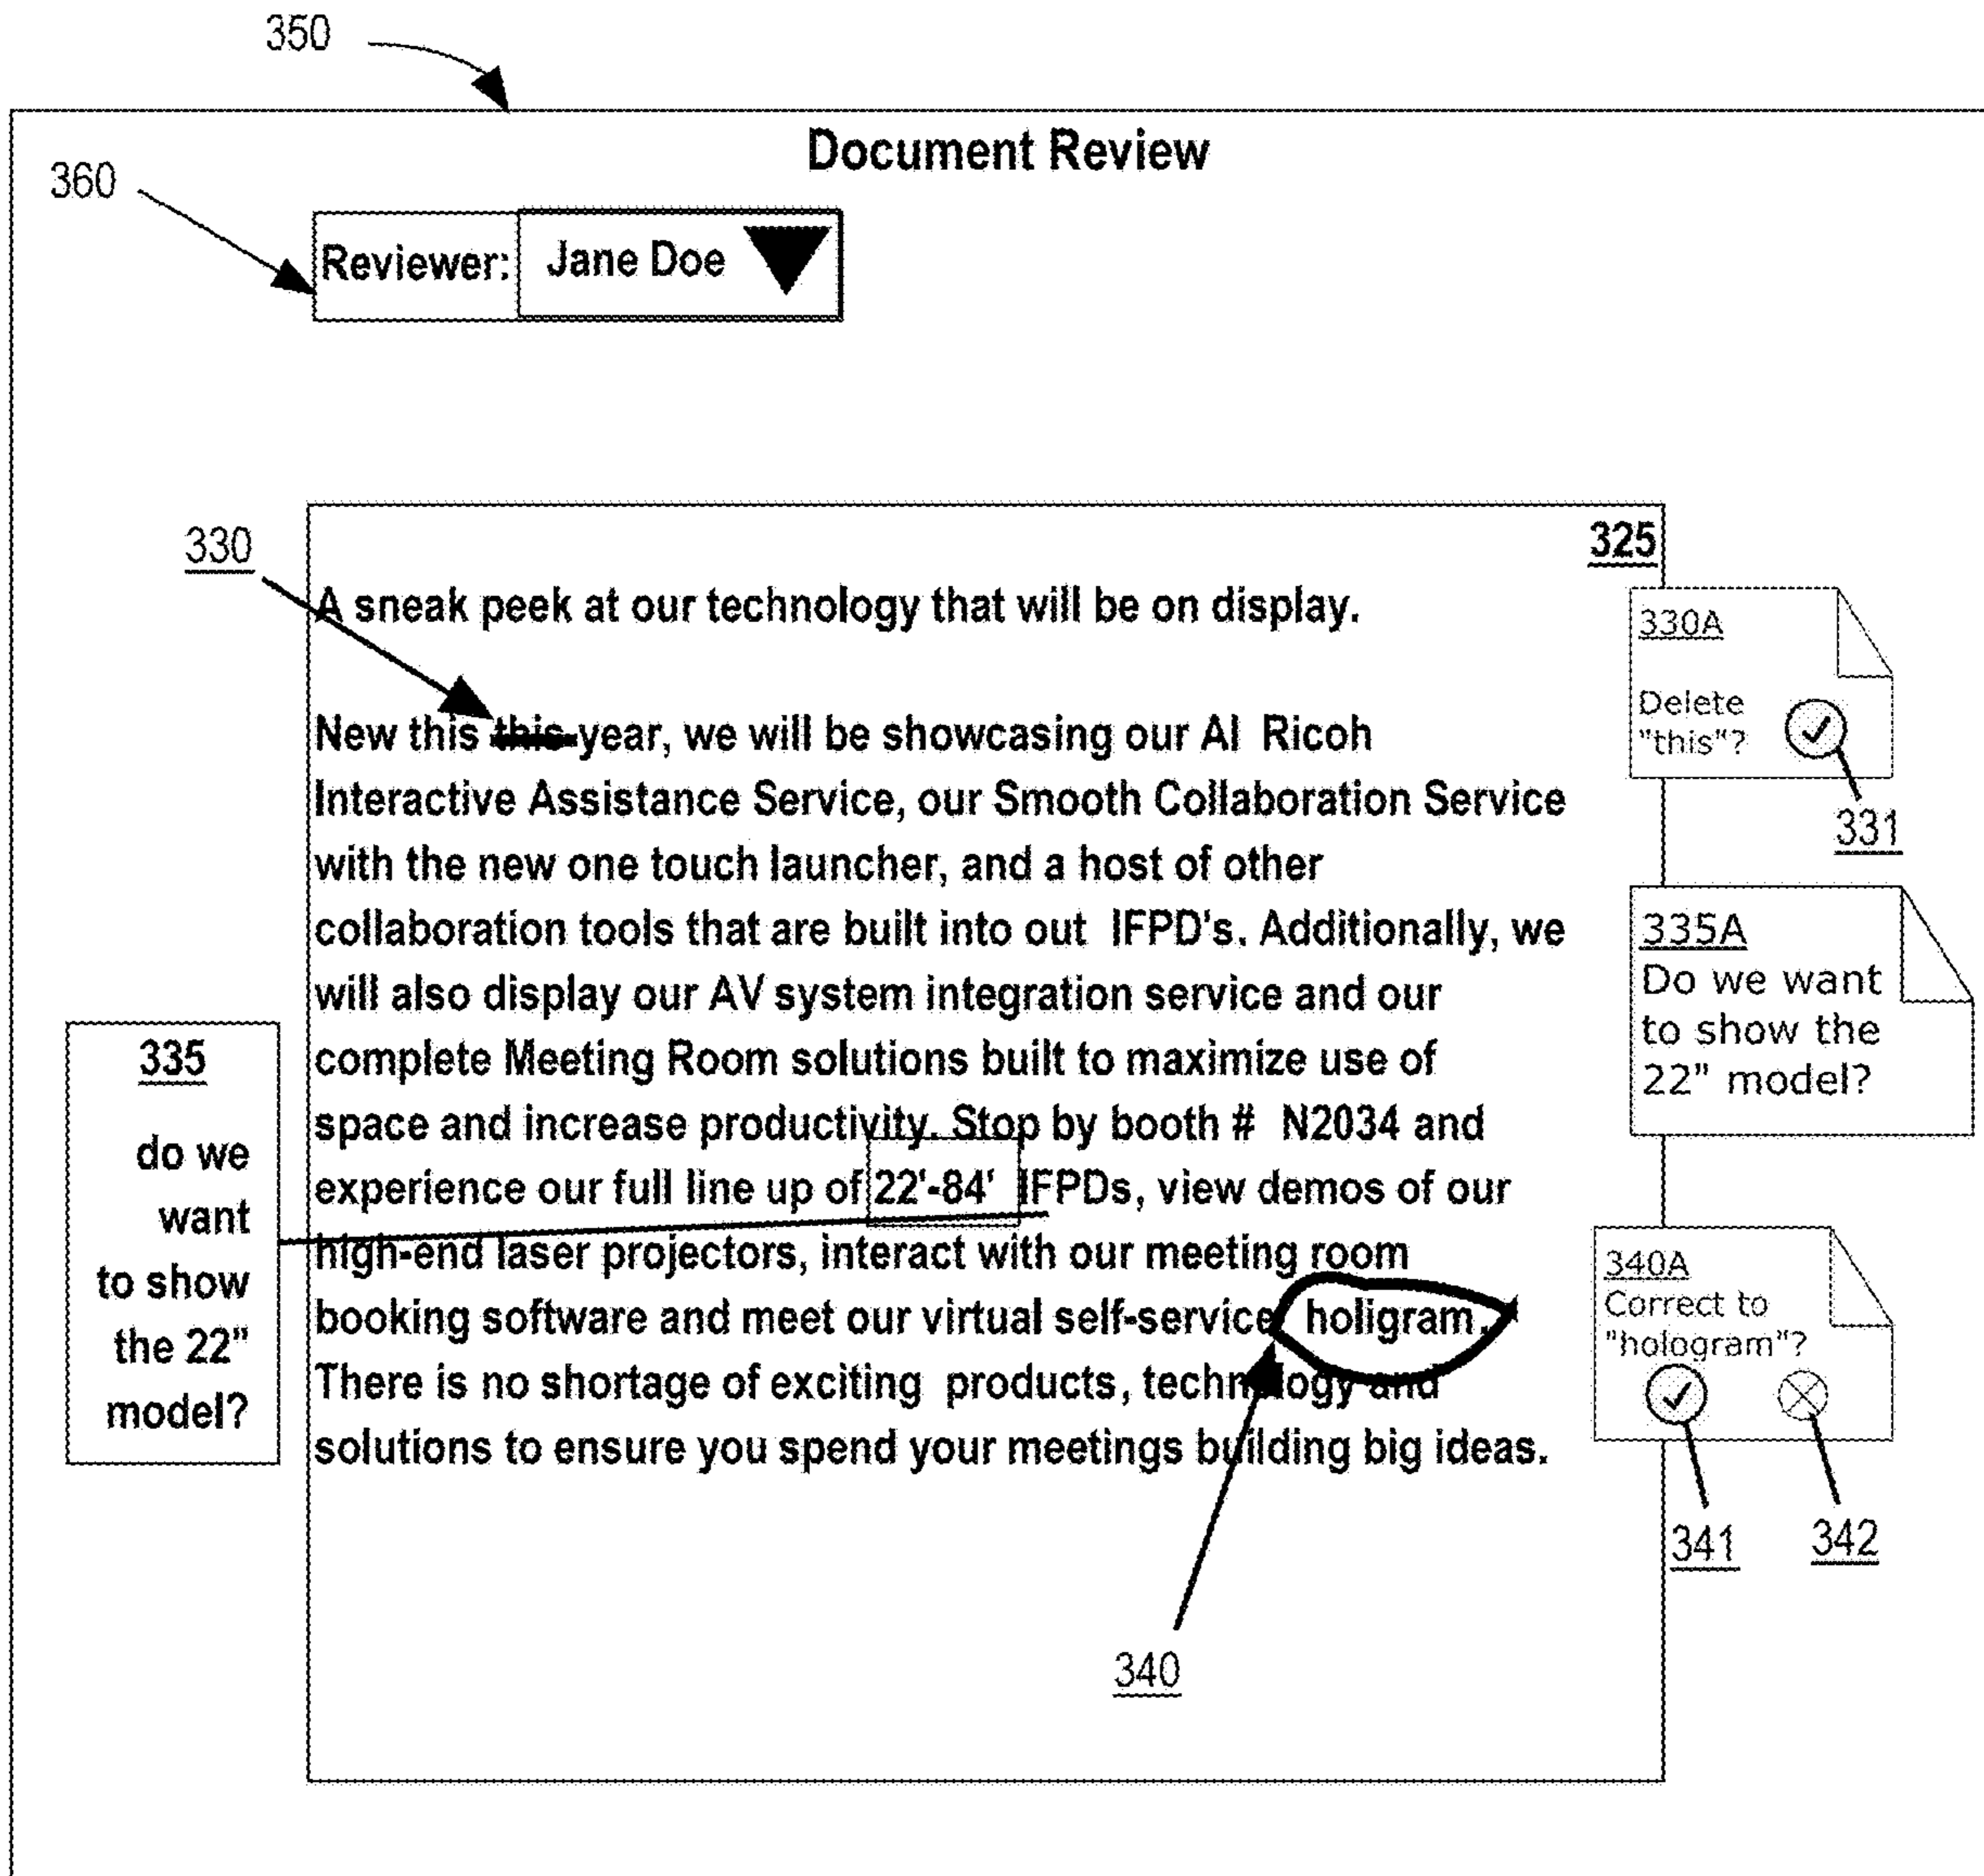 350
Document Review
360
Reviewer: Jane Doe
330
325
A sneak peek at our technology that will be on display.
New this this year, we will be showcasing our AI Ricoh
Interactive Assistance Service, our Smooth Collaboration Service
with the new one touch launcher, and a host of other
collaboration tools that are built into out IFPD's. Additionally, we
will also display our AV system integration service and our
complete Meeting Room solutions built to maximize use of
space and increase productivity. Stop by booth # N2034 and
experience our full line up of 22'-84' IFPDs, view demos of our
high-end laser projectors, interact with our meeting room
booking software and meet our virtual self-service holigram.
There is no shortage of exciting products, technology and
solutions to ensure you spend your meetings building big ideas.
335
do we
want
to show
the 22"
model?
330A
Delete
"this"?
331
335A
Do we want
to show the
22" model?
340A
Correct to
"hologram"?
341
342
340